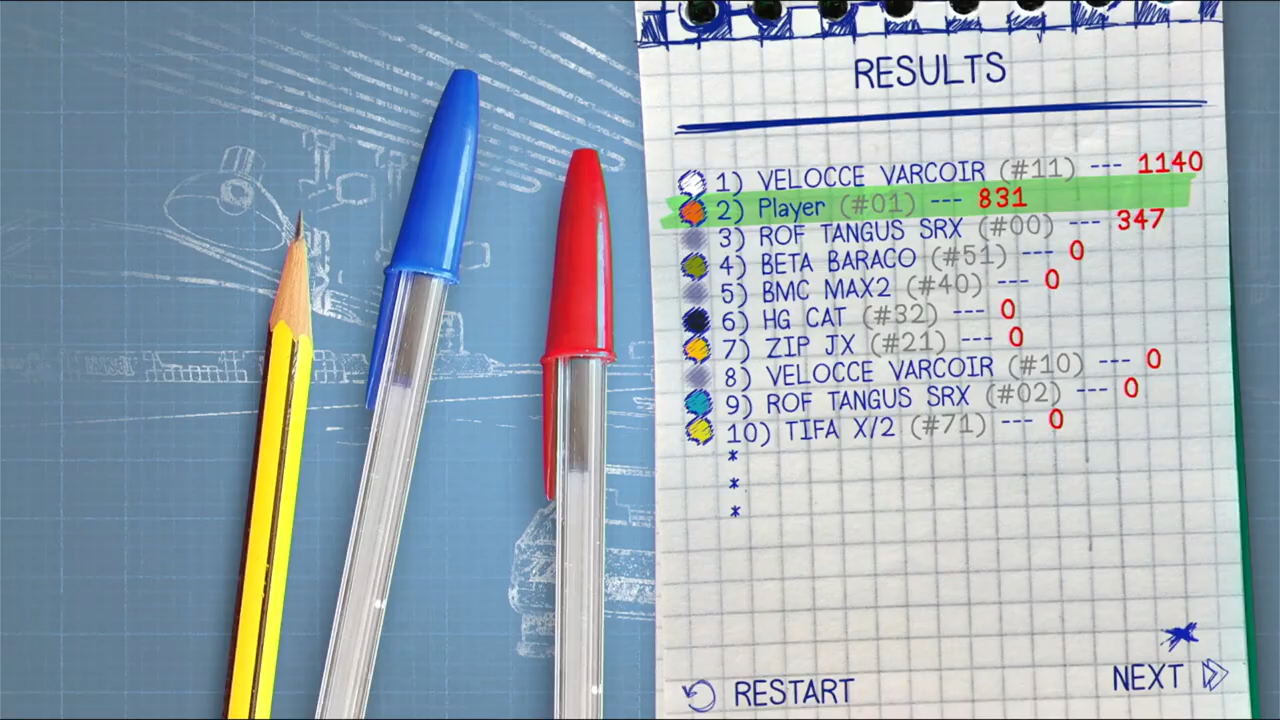 RESULTS
1) VELOCCE VARCOIR (#11) --- 1140
2) Player (#01) --- 831
3) ROF TANGUS SRX (#00) --- 347
4) BETA BARACO (#51) --- 0
5) BMC MAX2 (#40) --- 0
6) HG CAT (#32) --- 0
7) ZIP JX (#21) --- 0
8) VELOCCE VARCOIR (#10) --- 0
9) ROF TANGUS SRX (#02) --- 0
10) TIFA X/2 (#71) --- 0
*
*
*
RESTART
NEXT